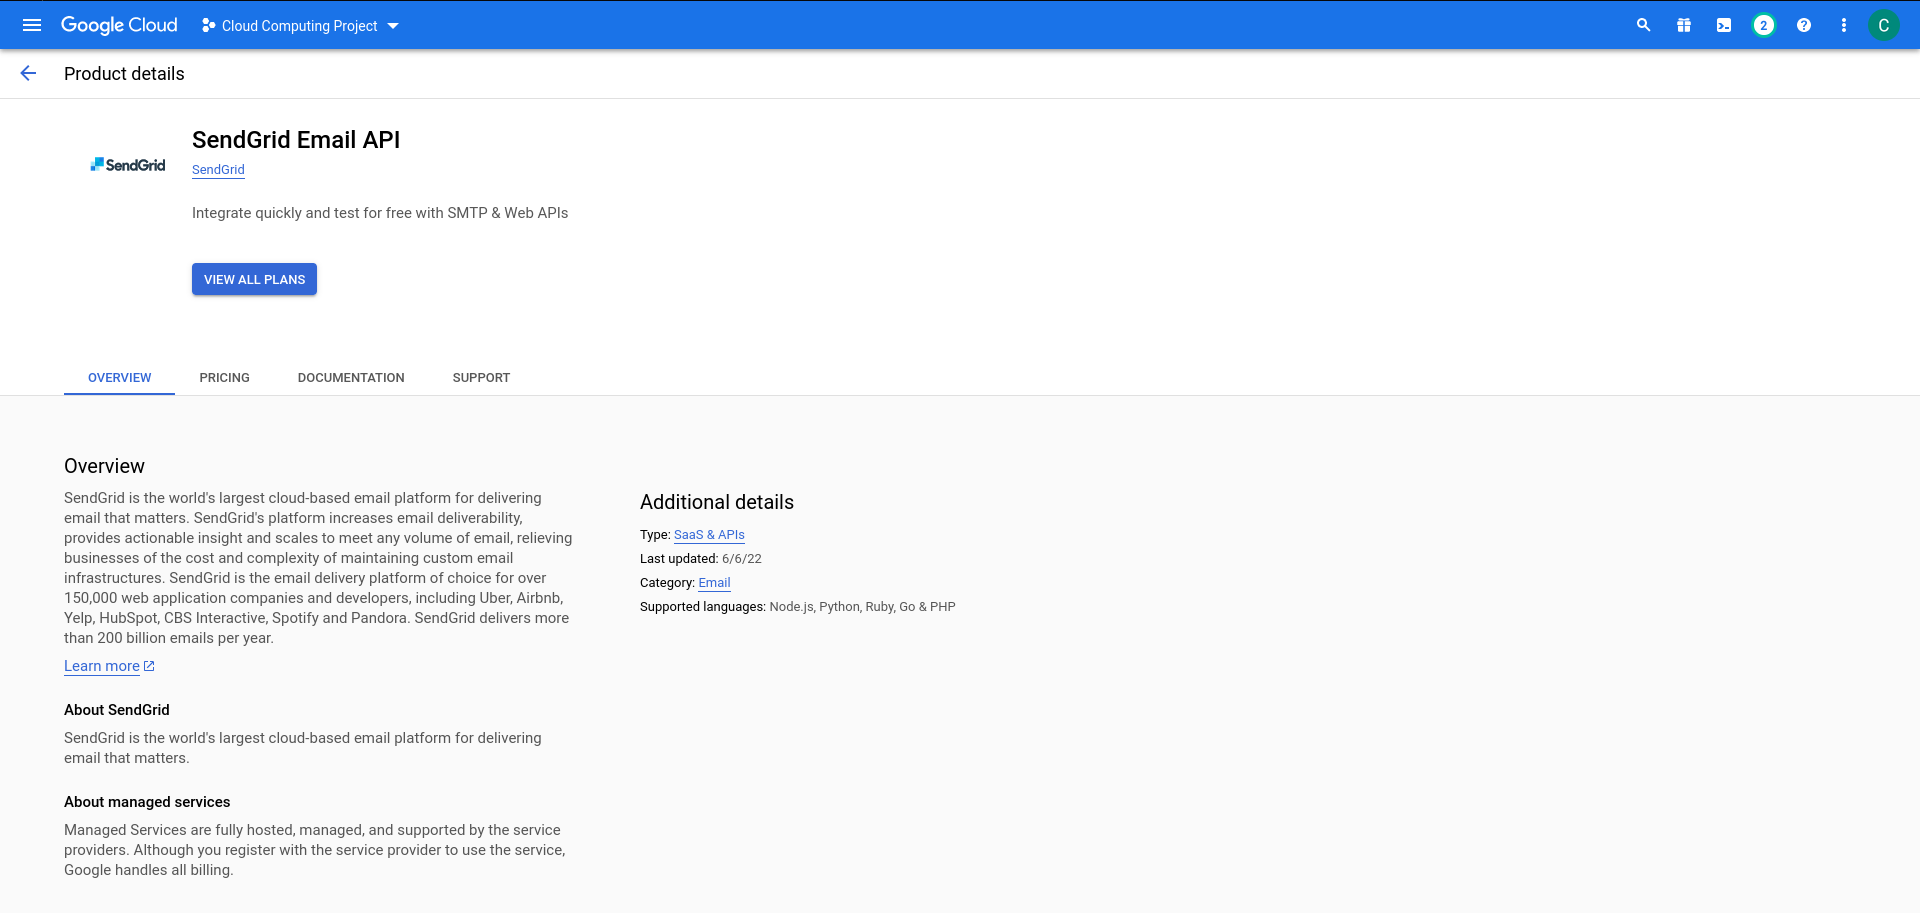 Google Cloud
Cloud Computing Project
2
C
Product details
SendGrid
SendGrid Email API
SendGrid
Integrate quickly and test for free with SMTP & Web APIs
VIEW ALL PLANS
OVERVIEW
PRICING
DOCUMENTATION
SUPPORT
Overview
SendGrid is the world's largest cloud-based email platform for delivering
email that matters. SendGrid's platform increases email deliverability,
provides actionable insight and scales to meet any volume of email, relieving
businesses of the cost and complexity of maintaining custom email
infrastructures. SendGrid is the email delivery platform of choice for over
150,000 web application companies and developers, including Uber, Airbnb,
Yelp, HubSpot, CBS Interactive, Spotify and Pandora. SendGrid delivers more
than 200 billion emails per year.
Learn more
About SendGrid
SendGrid is the world's largest cloud-based email platform for delivering
email that matters.
About managed services
Managed Services are fully hosted, managed, and supported by the service
providers. Although you register with the service provider to use the service,
Google handles all billing.
Additional details
Type: SaaS & APIs
Last updated: 6/6/22
Category: Email
Supported languages: Node.js, Python, Ruby, Go & PHP